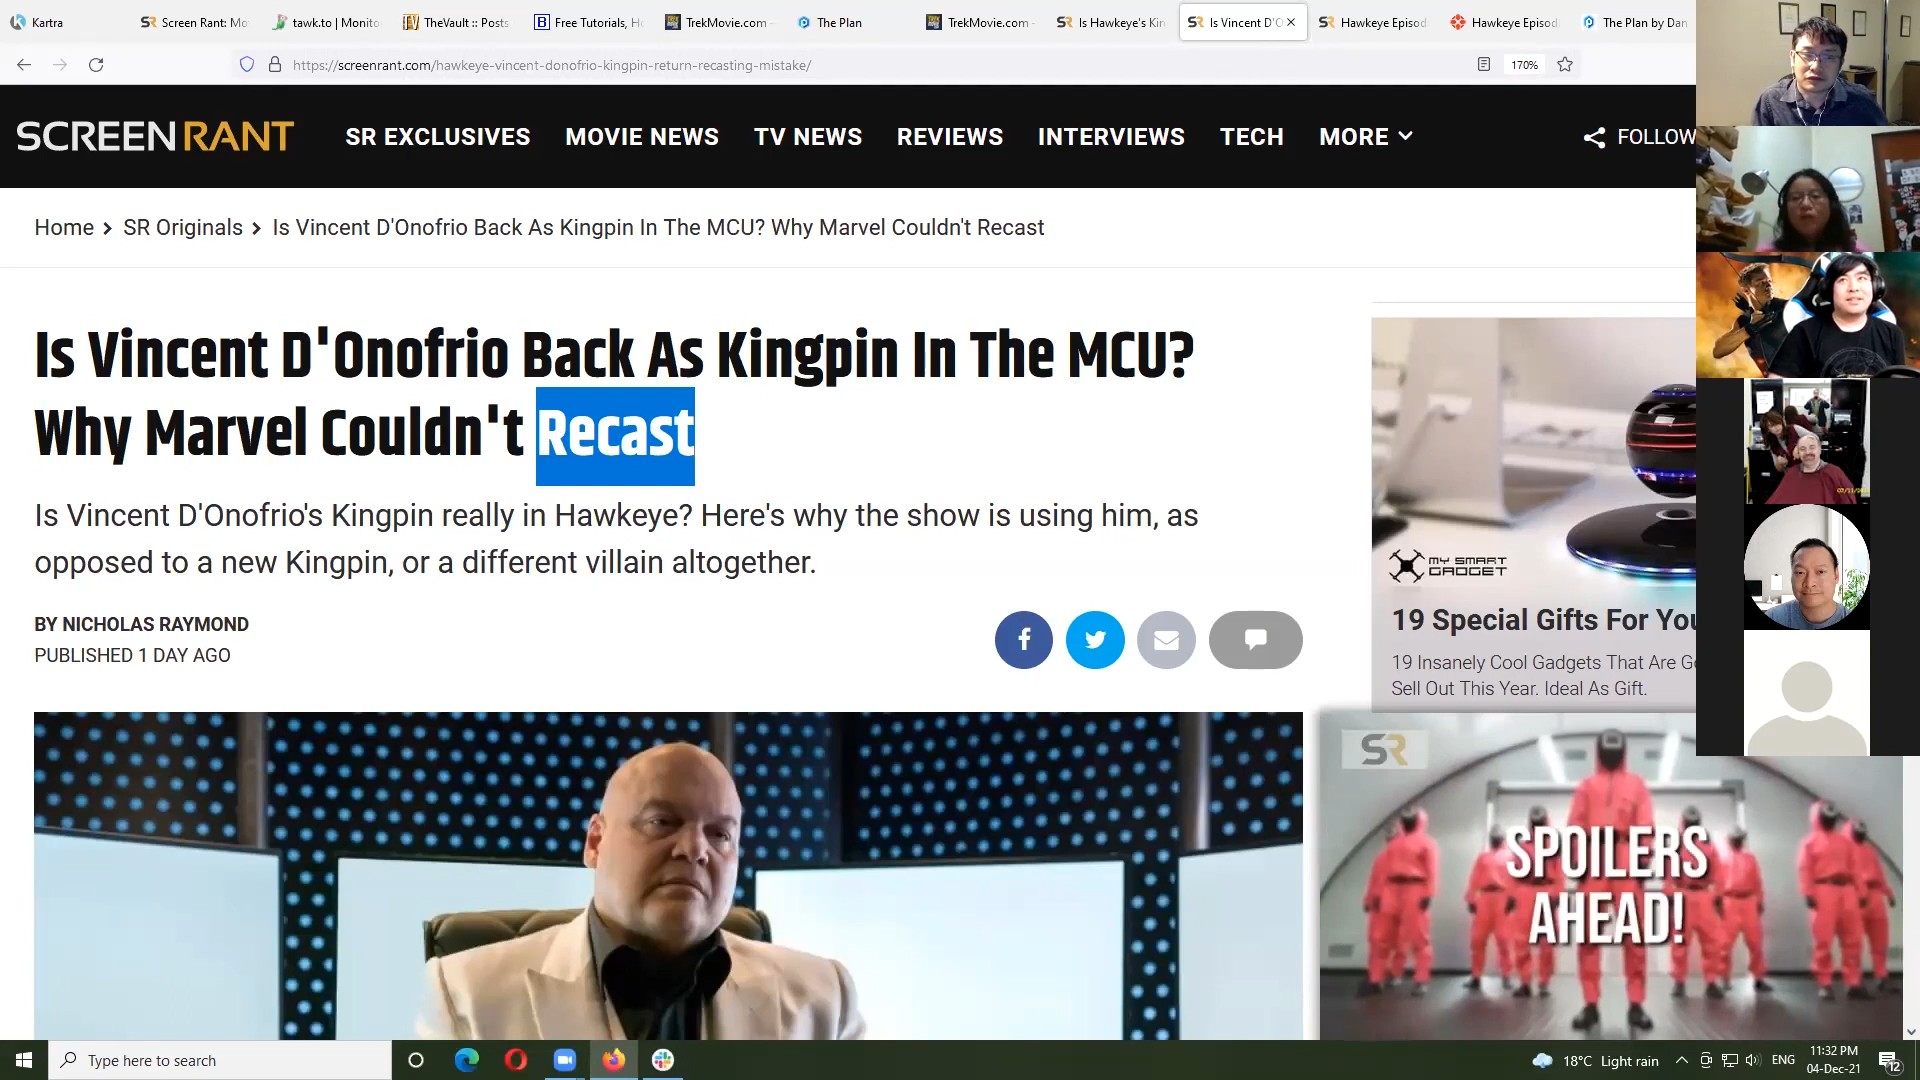 Kartra
Screen Rant: Mo
tawk.to | Monito
TheVault :: Posts
Free Tutorials, H
TrekMovie.com -
The Plan
TrekMovie.com -
Is Hawkeye's Kin
Is Vincent D'O
Hawkeye Episod
Hawkeye Episod
The Plan by Dan
https://screenrant.com/hawkeye-vincent-donofrio-kingpin-return-recasting-mistake/
170%
SCREENRANT
SR EXCLUSIVES
MOVIE NEWS
TV NEWS
REVIEWS
INTERVIEWS
TECH
MORE
FOLLOW
Home > SR Originals > Is Vincent D'Onofrio Back As Kingpin In The MCU? Why Marvel Couldn't Recast
Is Vincent D'Onofrio Back As Kingpin In The MCU?
Why Marvel Couldn't Recast
Is Vincent D'Onofrio's Kingpin really in Hawkeye? Here's why the show is using him, as
opposed to a new Kingpin, or a different villain altogether.
BY NICHOLAS RAYMOND
PUBLISHED 1 DAY AGO
MY SMART
GADGET
19 Special Gifts For You
19 Insanely Cool Gadgets That Are G
Sell Out This Year. Ideal As Gift.
SR
SPOILERS
AHEAD!
Type here to search
18°C Light rain
ENG
11:32 PM
04-Dec-21
12